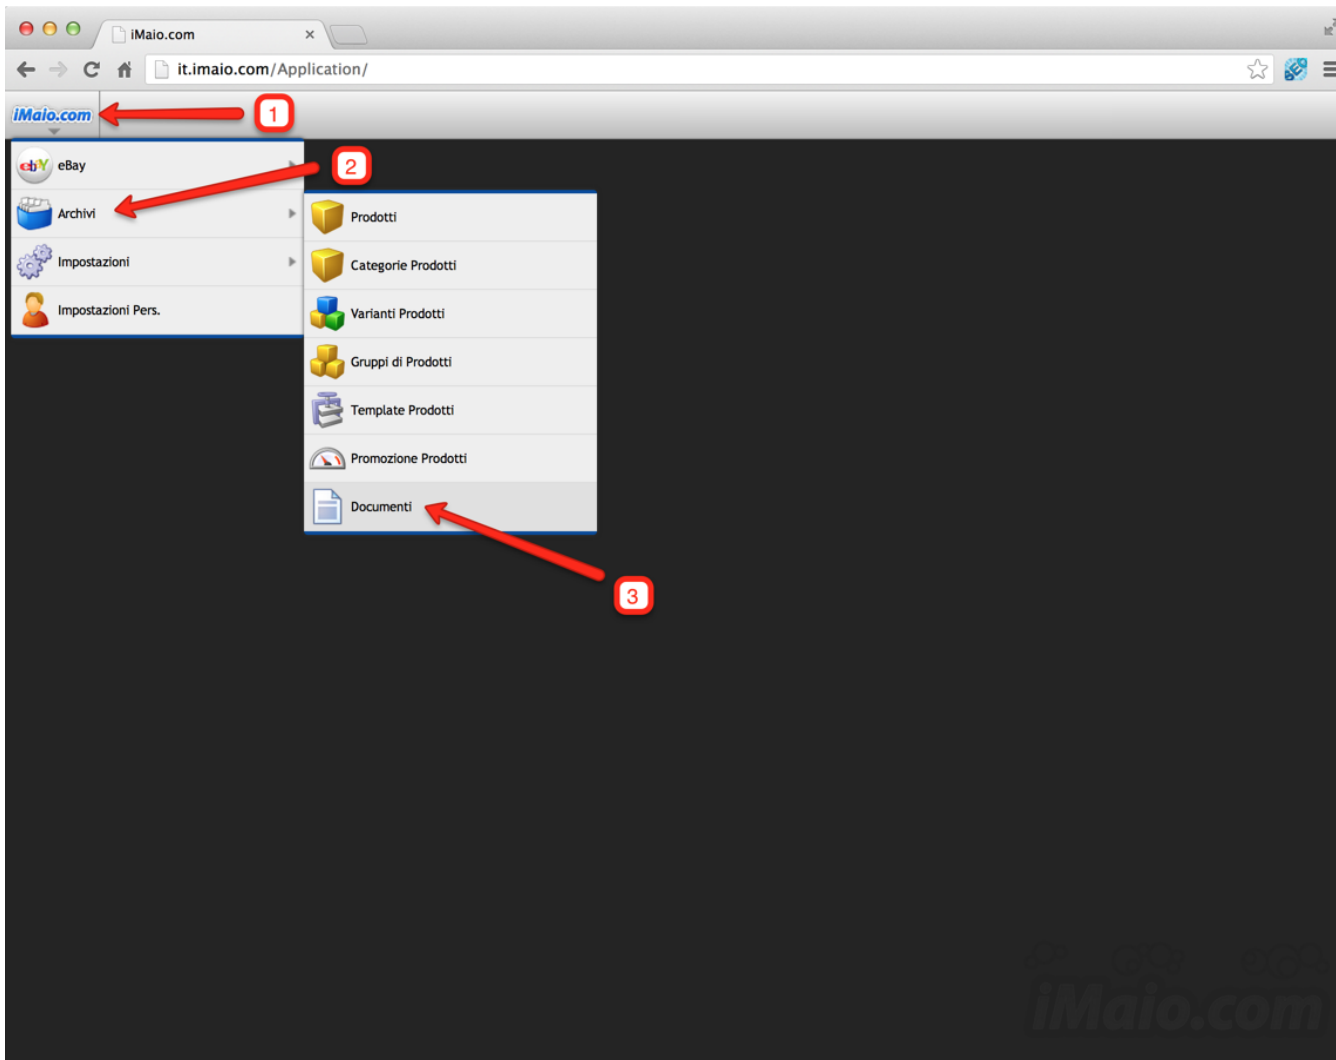 iMaio.com
it.imaio.com/Application/
iMaio.com
1
ebY eBay
2
Archivi
Impostazioni
Impostazioni Pers.
Prodotti
Categorie Prodotti
Varianti Prodotti
Gruppi di Prodotti
Template Prodotti
Promozione Prodotti
Documenti
3
iMaio.com